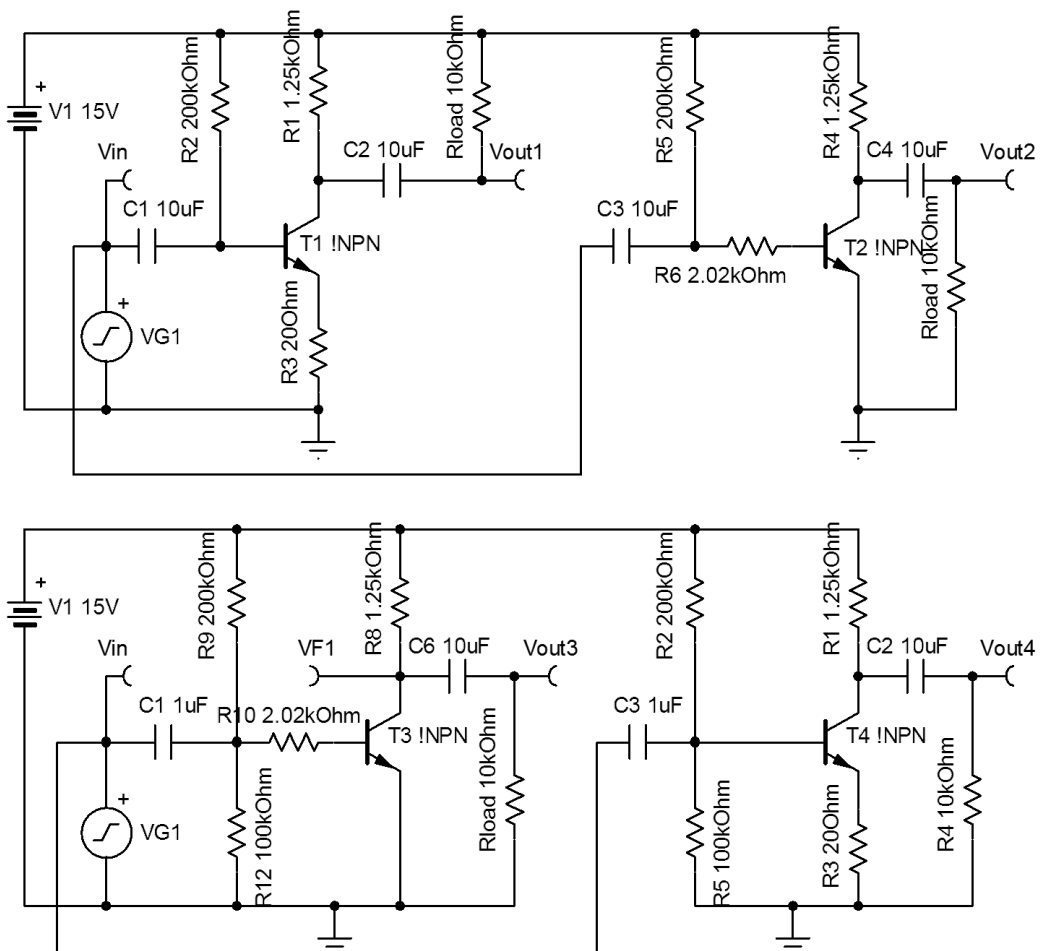 V1 15V
Vin
C1 10uF
VG1
R2 200kOhm
R1 1.25kOhm
C2 10uF
Rload 10kOhm
Vout1
T1 !NPN
R3 20Ohm
C3 10uF
R5 200kOhm
R6 2.02kOhm
R4 1.25kOhm
C4 10uF
Vout2
T2 !NPN
Rload 10kOhm
V1 15V
Vin
C1 1uF
VG1
R9 200kOhm
R10 2.02kOhm
R12 100kOhm
VF1
R8 1.25kOhm
C6 10uF
Vout3
T3 !NPN
Rload 10kOhm
C3 1uF
R2 200kOhm
R5 100kOhm
R1 1.25kOhm
C2 10uF
Vout4
T4 !NPN
R3 20Ohm
R4 10kOhm